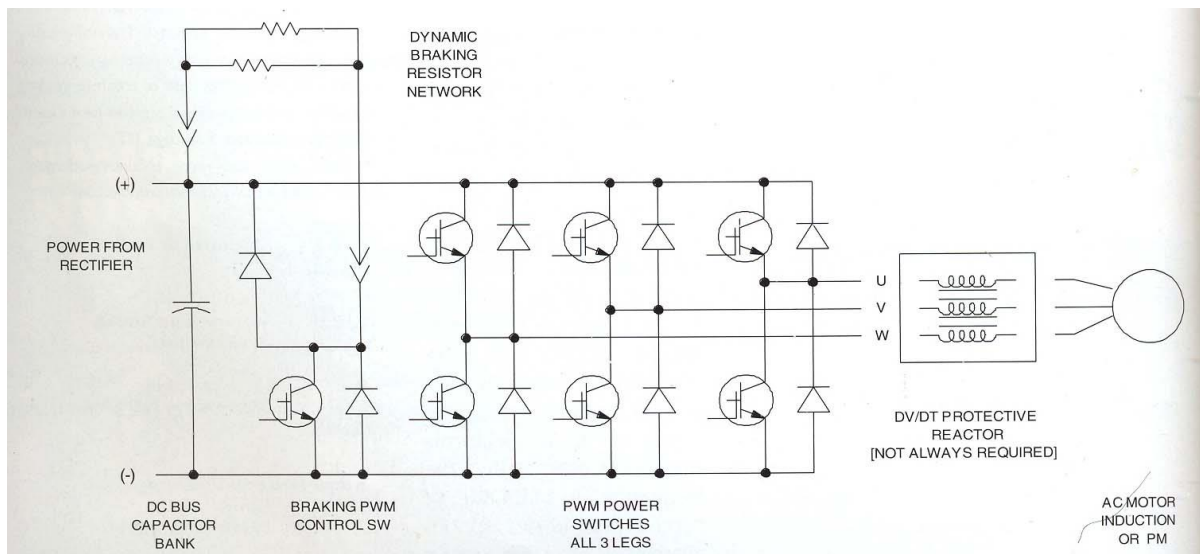 DYNAMIC
BRAKING
RESISTOR
NETWORK
(+)
POWER FROM
RECTIFIER
U
V
W
DV/DT PROTECTIVE
REACTOR
[NOT ALWAYS REQUIRED]
(-)
DC BUS
CAPACITOR
BANK
BRAKING PWM
CONTROL SW
PWM POWER
SWITCHES
ALL 3 LEGS
AC MOTOR
INDUCTION
OR PM